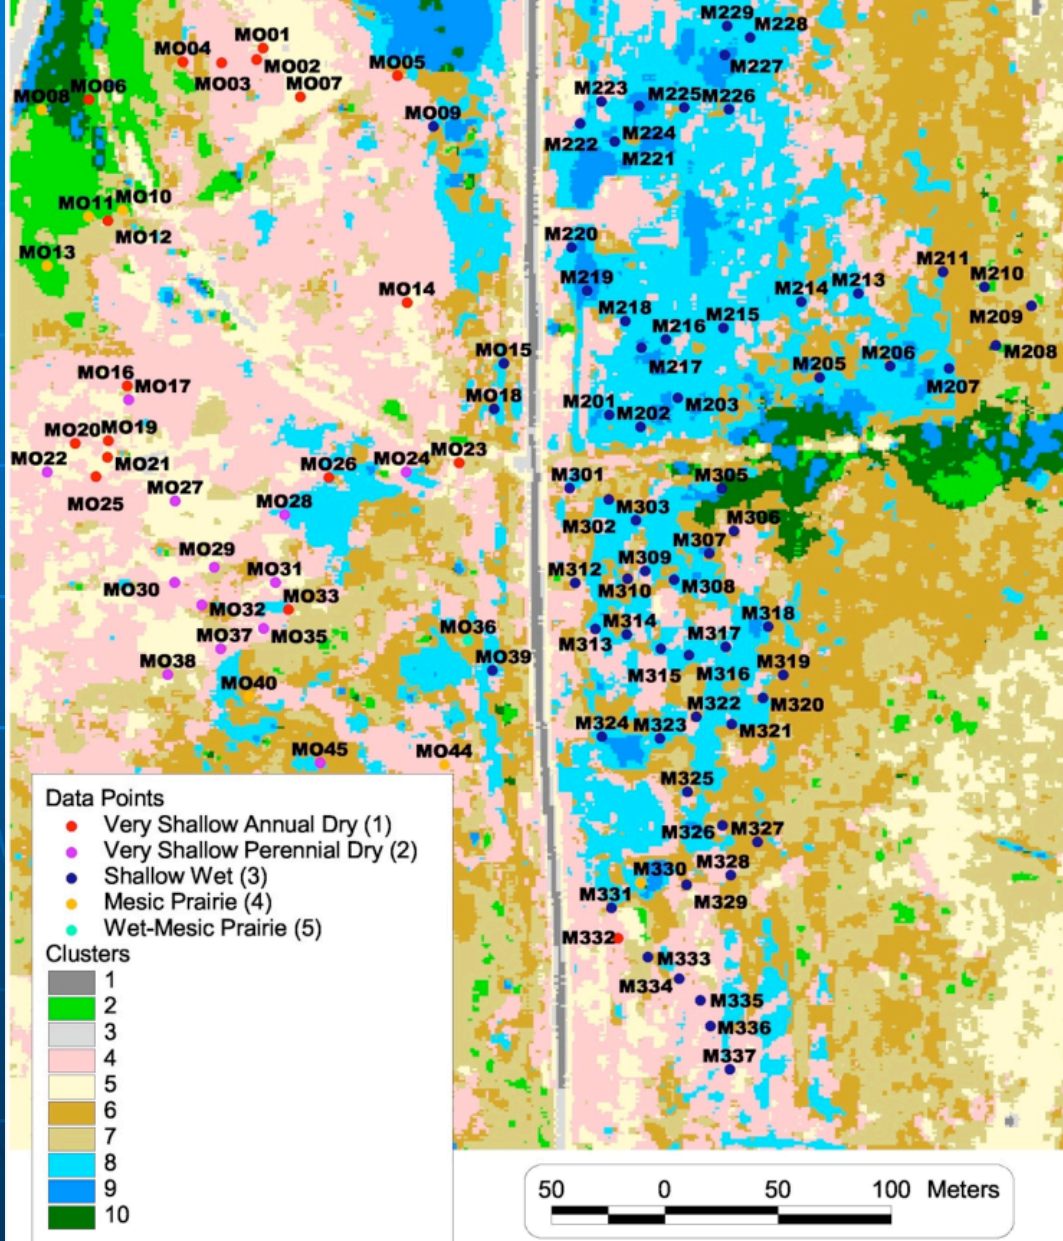 M229
M228
MO01
MO04
MO02
MO05
M227
MO03
MO07
MO06
MO08
M223
M225
M226
MO09
M224
M222
M221
MO10
MO11
MO12
M220
MO13
M211
M210
M219
M213
MO14
M214
M218
M215
M209
M216
MO15
M208
M217
M205
M206
MO16
MO17
M207
MO18
M201
M202
M203
MO20
MO19
MO23
MO22
MO21
MO26
MO24
M301
M305
MO25
MO27
MO28
M303
M302
M306
M307
MO29
M309
MO31
M312
M308
MO30
M310
MO33
MO32
M318
M314
MO36
MO37
MO35
M317
M313
MO38
MO39
M319
M315
M316
MO40
M322
M320
M324
M323
M321
MO45
MO44
M325
Data Points
Very Shallow Annual Dry (1)
Very Shallow Perennial Dry (2)
Shallow Wet (3)
Mesic Prairie (4)
Wet-Mesic Prairie (5)
M326
M327
M328
M330
M331
M329
M332
M333
M334
M335
M336
M337
Clusters
1
2
3
4
5
6
7
8
9
10
50 0 50 100 Meters